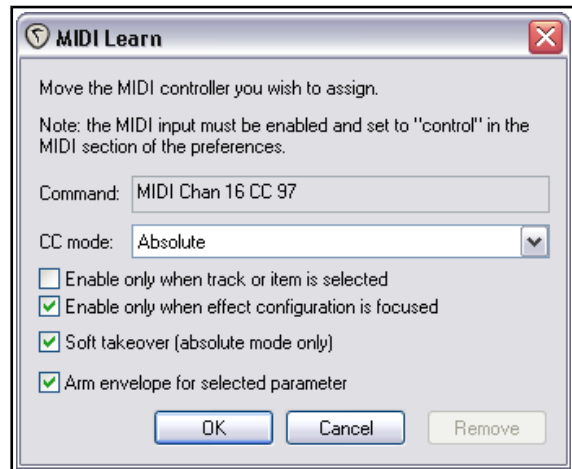 MIDI Learn
Move the MIDI controller you wish to assign.
Note: the MIDI input must be enabled and set to "control" in the
MIDI section of the preferences.
Command: MIDI Chan 16 CC 97
CC mode: Absolute
Enable only when track or item is selected
Enable only when effect configuration is focused
Soft takeover (absolute mode only)
Arm envelope for selected parameter
OK Cancel Remove